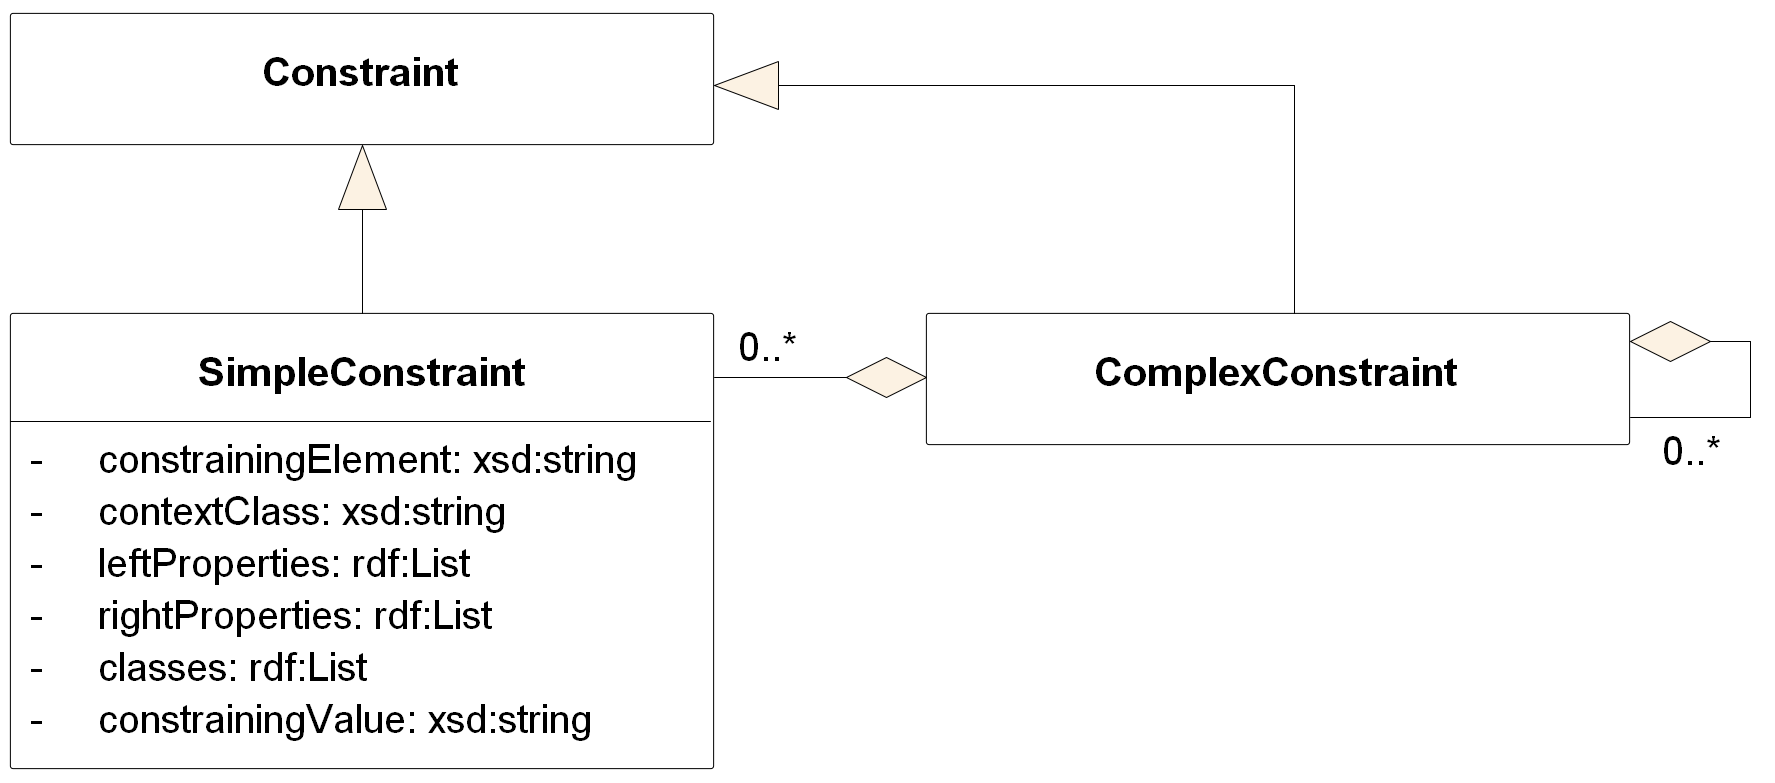 Constraint
SimpleConstraint
0..*
ComplexConstraint
0..*
- constrainingElement: xsd:string
- contextClass: xsd:string
- leftProperties: rdf:List
- rightProperties: rdf:List
- classes: rdf:List
- constrainingValue: xsd:string